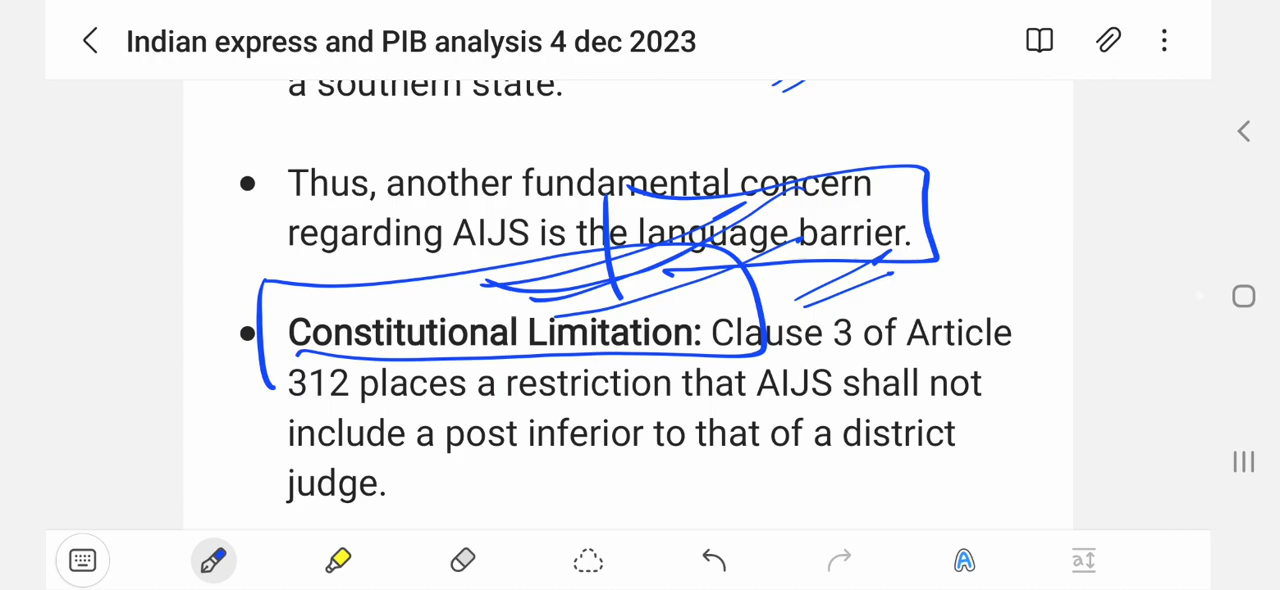 Indian express and PIB analysis 4 dec 2023
a southern state.
Thus, another fundamental concern
regarding AIJS is the language barrier.
Constitutional Limitation: Clause 3 of Article
312 places a restriction that AIJS shall not
include a post inferior to that of a district
judge.